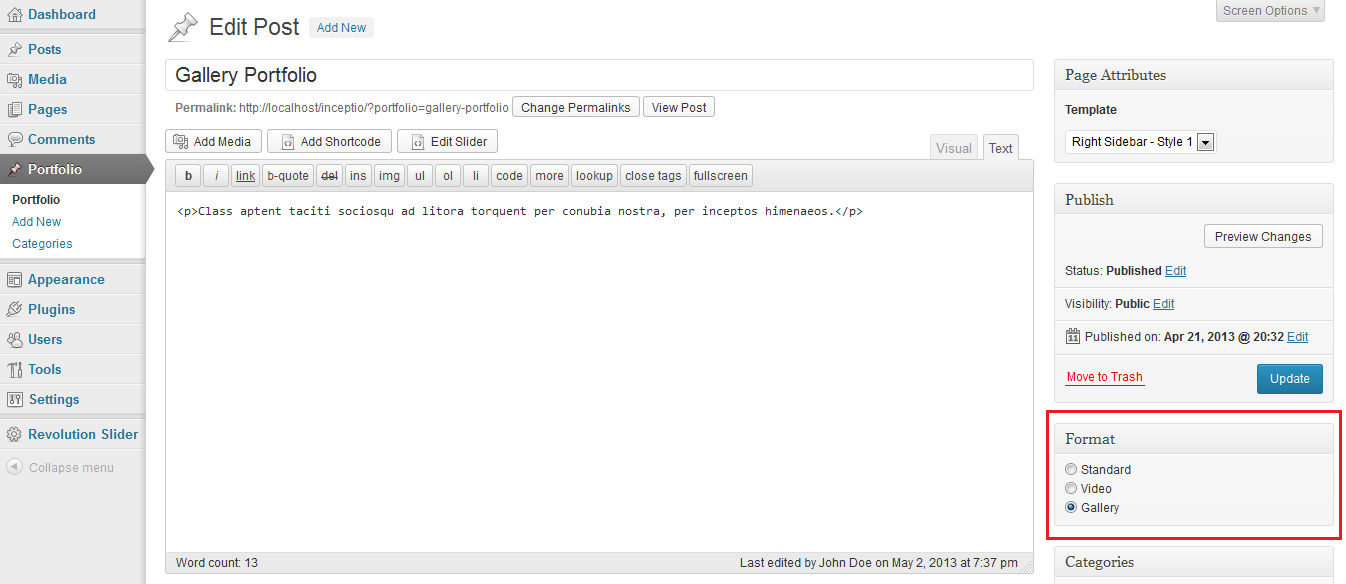 Dashboard
Posts
Media
Pages
Comments
Portfolio
Portfolio
Add New
Categories
Appearance
Plugins
Users
Tools
Settings
Revolution Slider
Collapse menu
Screen Options
Edit Post Add New
Gallery Portfolio
Permalink: http://localhost/inceptio/?portfolio=gallery-portfolio Change Permalinks View Post
Add Media Add Shortcode Edit Slider Visual Text
b i link b-quote del ins img ul ol li code more lookup close tags fullscreen
<p>Class aptent taciti sociosqu ad litora torquent per conubia nostra, per inceptos himenaeos.</p>
Word count: 13 Last edited by John Doe on May 2, 2013 at 7:37 pm
Page Attributes
Template
Right Sidebar - Style 1
Publish
Preview Changes
Status: Published Edit
Visibility: Public Edit
11 Published on: Apr 21, 2013 @ 20:32 Edit
Move to Trash Update
Format
Standard
Video
Gallery
Categories